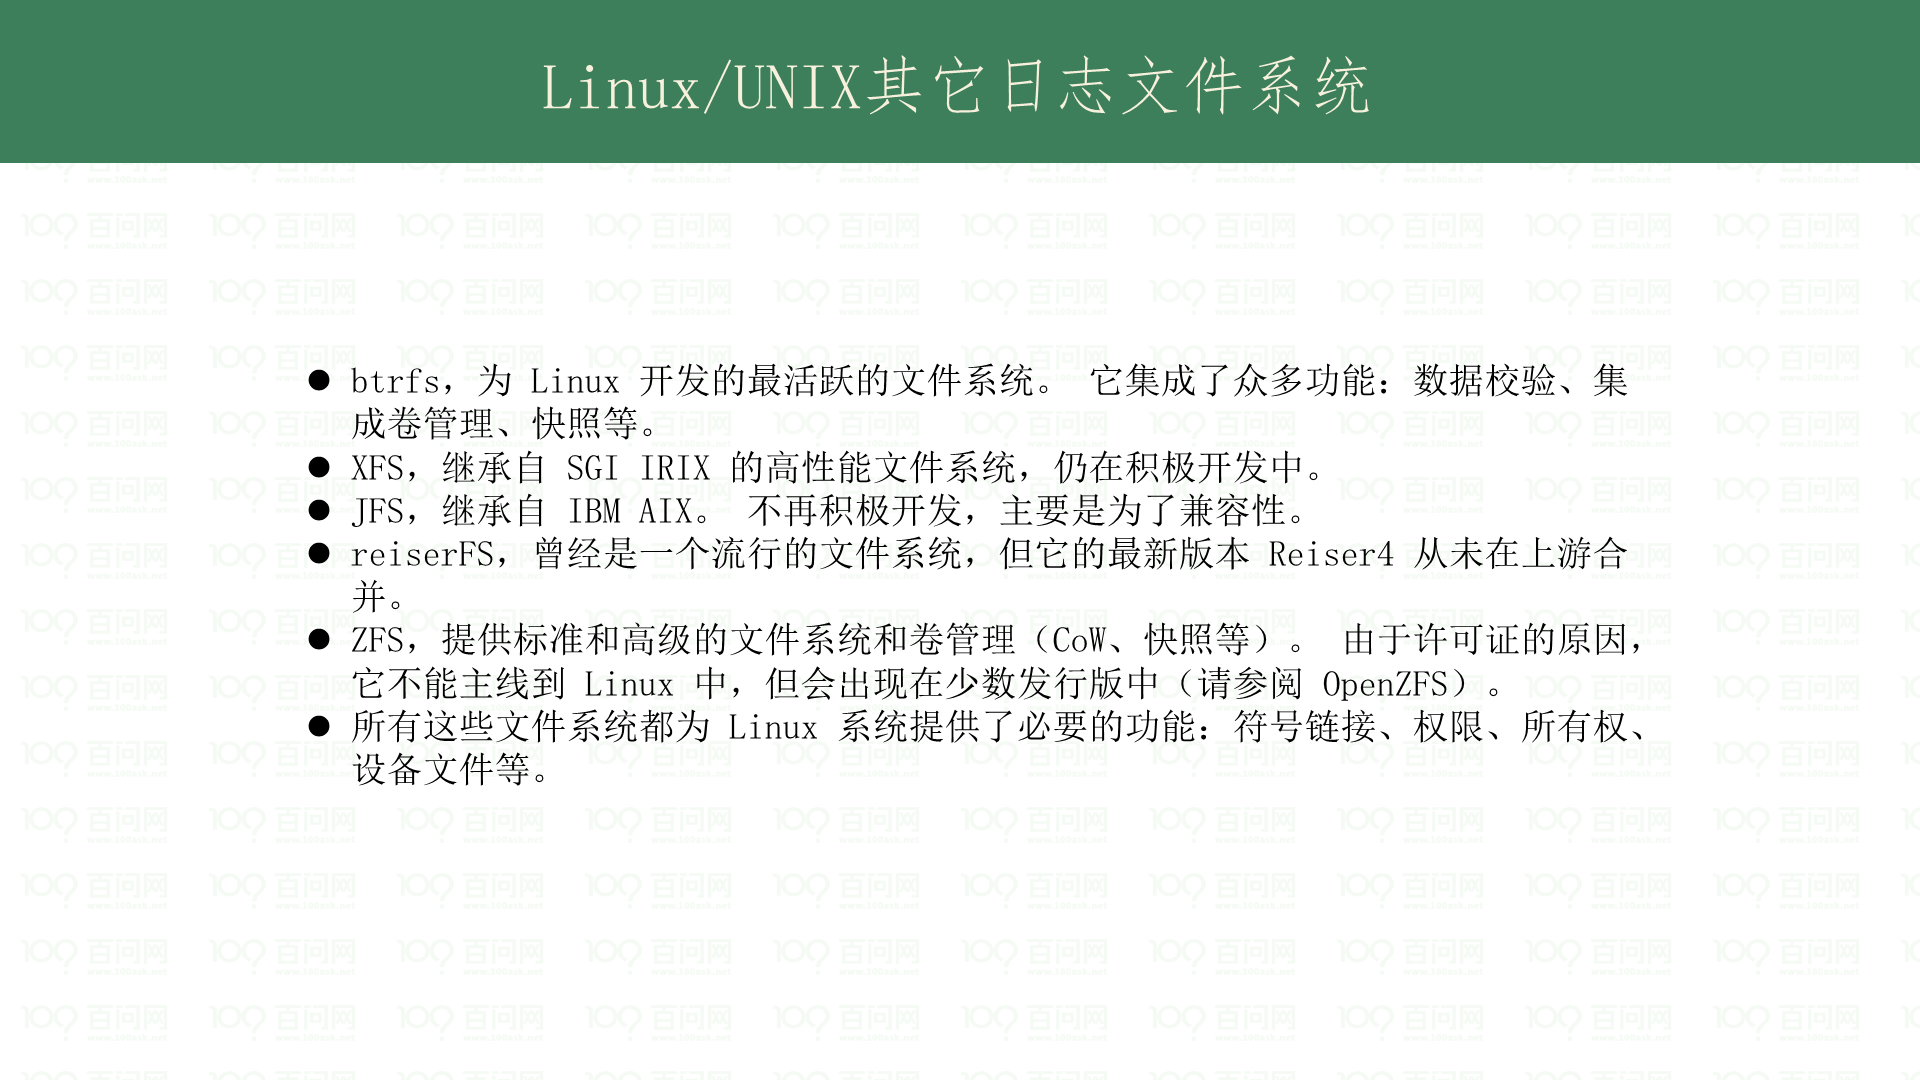 Linux/UNIX其它日志文件系统
● btrfs，为 Linux 开发的最活跃的文件系统。 它集成了众多功能：数据校验、集
成卷管理、快照等。
● XFS，继承自 SGI IRIX 的高性能文件系统，仍在积极开发中。
● JFS，继承自 IBM AIX。 不再积极开发，主要是为了兼容性。
● reiserFS，曾经是一个流行的文件系统，但它的最新版本 Reiser4 从未在上游合
并。
● ZFS，提供标准和高级的文件系统和卷管理（CoW、快照等）。 由于许可证的原因，
它不能主线到 Linux 中，但会出现在少数发行版中（请参阅 OpenZFS）。
● 所有这些文件系统都为 Linux 系统提供了必要的功能：符号链接、权限、所有权、
设备文件等。
百问网
www.100ask.net